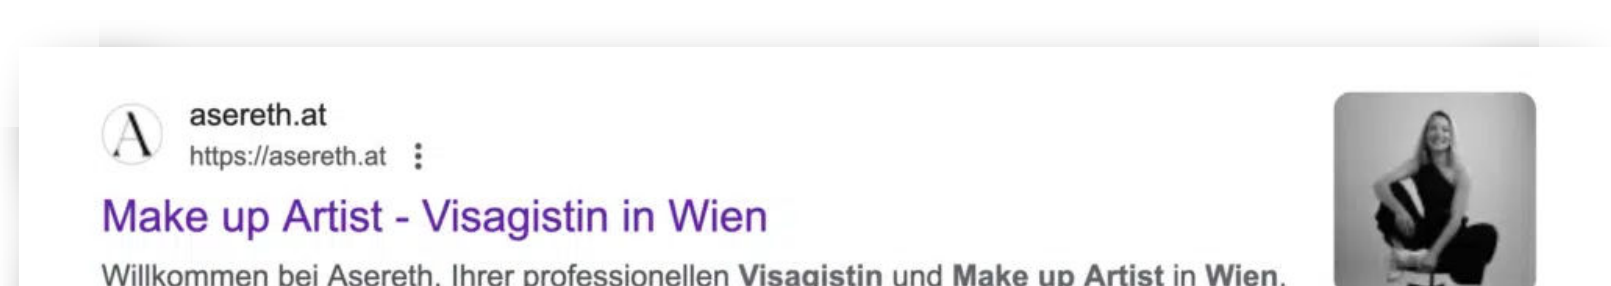 A
asereth.at
https://asereth.at
Make up Artist - Visagistin in Wien
Willkommen bei Asereth, Ihrer professionellen Visagistin und Make up Artist in Wien.